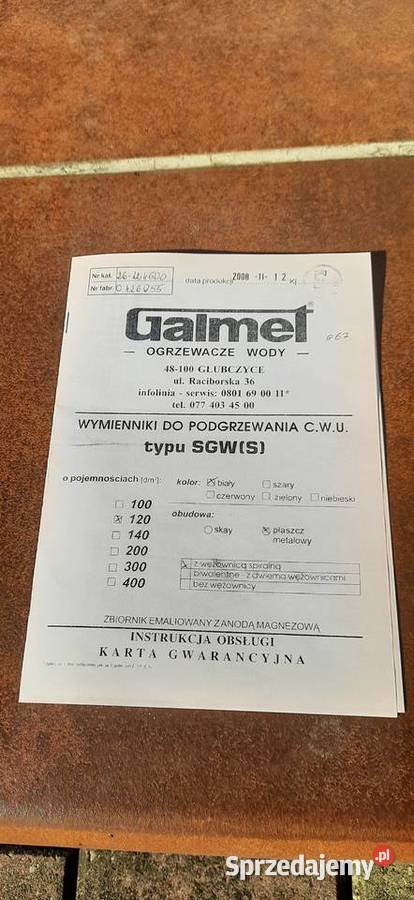 Nr kat. 26-
data produkcji 2008 -11- 12
Nr fabr.
Galmet®
— OGRZEWACZE WODY —
48-100 GŁUBCZYCE
ul. Raciborska 36
infolinia - serwis: 0801 69 00 11*
tel. 077 403 45 00
WYMIENNIKI DO PODGRZEWANIA C.W.U.
typu SGW(S)
o pojemnościach [dm³]:
100
120
140
200
300
400
kolor: biały szary
czerwony zielony niebieski
obudowa:
skay płaszcz
metalowy
z wężownicą spiralną
biwalentne - z dwiema wężownicami
bez wężownicy
ZBIORNIK EMALIOWANY Z ANODĄ MAGNEZOWĄ
INSTRUKCJA OBSŁUGI
KARTA GWARANCYJNA
Sprzedajemy.pl